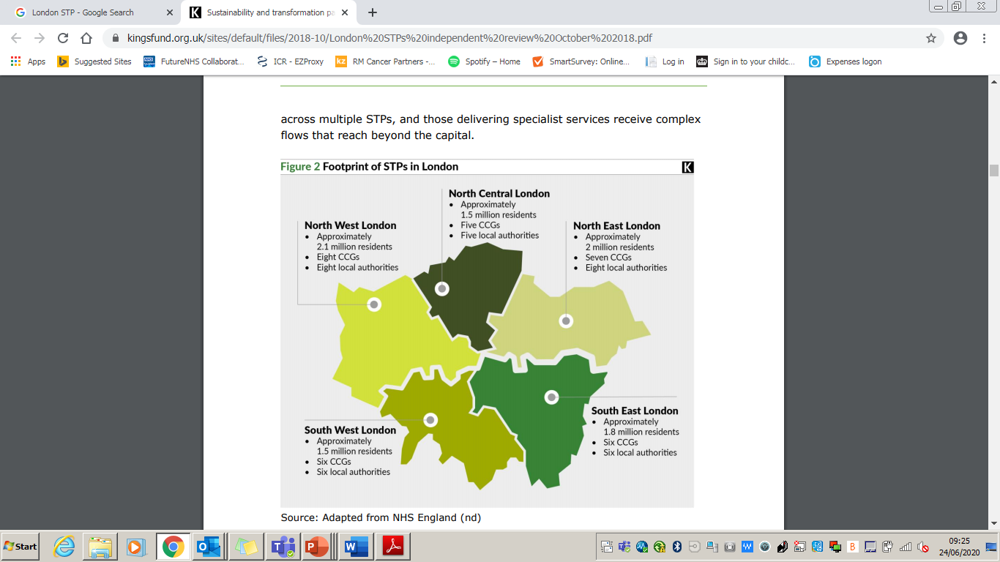 London STP - Google Search
Sustainability and transformation pa
kingsfund.org.uk/sites/default/files/2018-10/London%20STPs%20independent%20review%20October%202018.pdf
Apps
Suggested Sites
FutureNHS Collaborat...
ICR - EZProxy
kz
RM Cancer Partners -...
Spotify – Home
SmartSurvey: Online...
Log in
Sign in to your childc...
Expenses logon
across multiple STPs, and those delivering specialist services receive complex
flows that reach beyond the capital.
Figure 2 Footprint of STPs in London
K
North Central London
• Approximately
1.5 million residents
• Five CCGs
• Five local authorities
North West London
• Approximately
2.1 million residents
• Eight CCGs
• Eight local authorities
North East London
• Approximately
2 million residents
• Seven CCGs
• Eight local authorities
South West London
• Approximately
1.5 million residents
• Six CCGs
• Six local authorities
South East London
• Approximately
1.8 million residents
• Six CCGs
• Six local authorities
Source: Adapted from NHS England (nd)
Start
09:25
24/06/2020